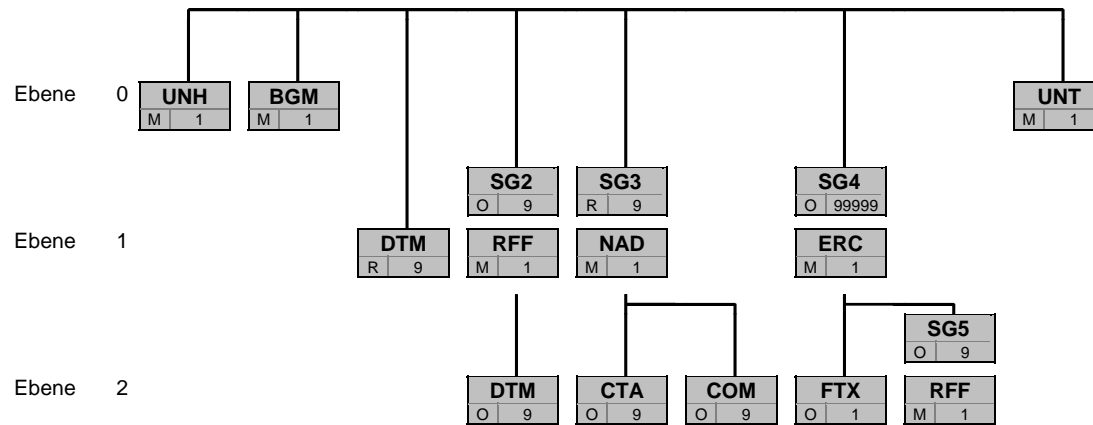 Ebene 0 UNH BGM UNT
M 1 M 1 M 1
SG2 SG3 SG4
O 9 R 9 O 99999
Ebene 1 DTM RFF NAD ERC
R 9 M 1 M 1 M 1
SG5
O 9
Ebene 2 DTM CTA COM FTX RFF
O 9 O 9 O 9 O 1 M 1